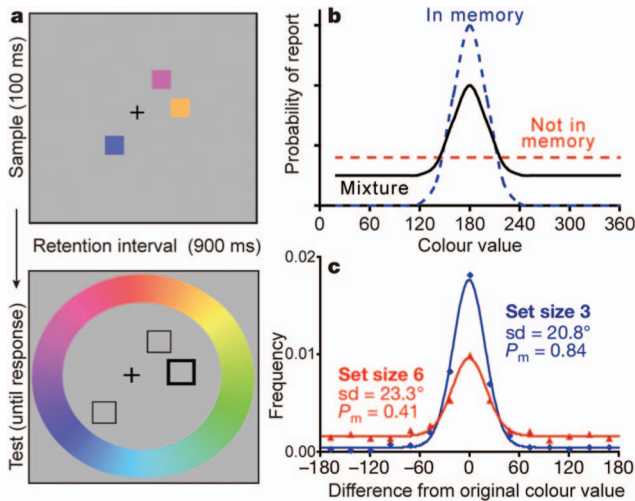 a
Sample (100 ms)
Retention interval (900 ms)
Test (until response)
b
In memory
Not in
memory
Mixture
Probability of report
0 60 120 180 240 300 360
Colour value
c
0.02
0.01
0.00
Frequency
Set size 3
sd = 20.8°
Pm = 0.84
Set size 6
sd = 23.3°
Pm = 0.41
−180 −120 −60 0 60 120 180
Difference from original colour value